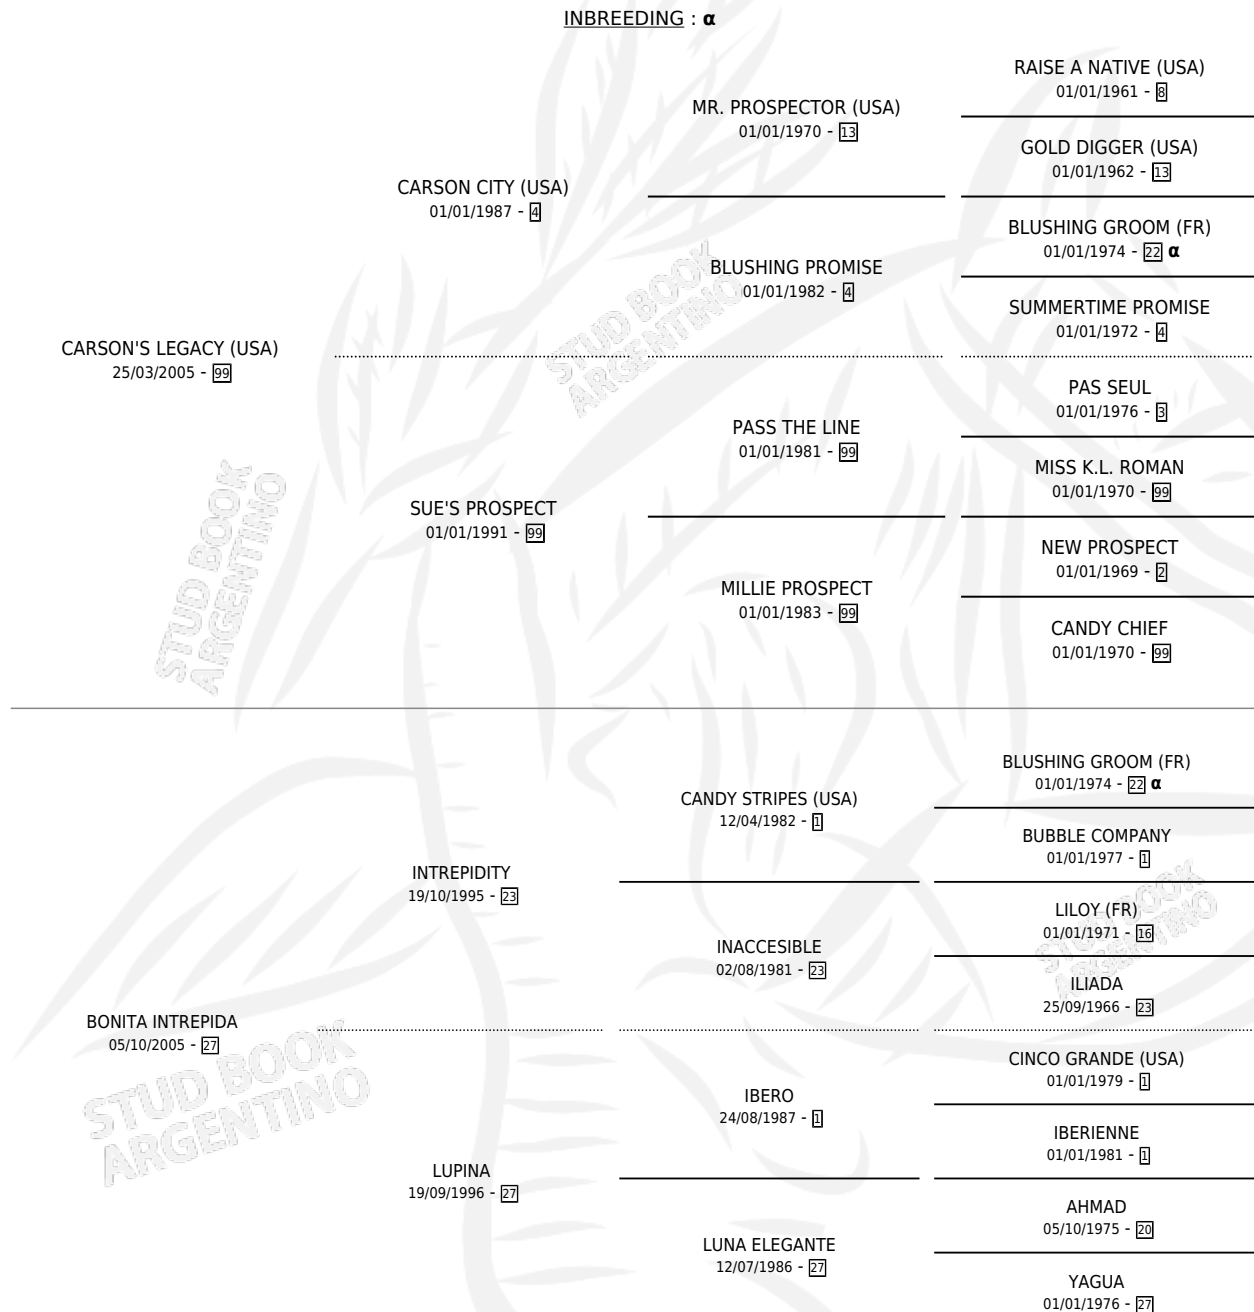 INBREEDING : α
RAISE A NATIVE (USA)
01/01/1961 - 8
MR. PROSPECTOR (USA)
01/01/1970 - 13
GOLD DIGGER (USA)
01/01/1962 - 13
CARSON CITY (USA)
01/01/1987 - 4
BLUSHING GROOM (FR)
01/01/1974 - 22 α
BLUSHING PROMISE
01/01/1982 - 4
SUMMERTIME PROMISE
01/01/1972 - 4
CARSON'S LEGACY (USA)
25/03/2005 - 99
PAS SEUL
01/01/1976 - 3
PASS THE LINE
01/01/1981 - 99
MISS K.L. ROMAN
01/01/1970 - 99
SUE'S PROSPECT
01/01/1991 - 99
NEW PROSPECT
01/01/1969 - 2
MILLIE PROSPECT
01/01/1983 - 99
CANDY CHIEF
01/01/1970 - 99
BLUSHING GROOM (FR)
01/01/1974 - 22 α
CANDY STRIPES (USA)
12/04/1982 - 1
BUBBLE COMPANY
01/01/1977 - 1
INTREPIDITY
19/10/1995 - 23
LILOY (FR)
01/01/1971 - 16
INACCESIBLE
02/08/1981 - 23
ILIADA
25/09/1966 - 23
BONITA INTREPIDA
05/10/2005 - 27
CINCO GRANDE (USA)
01/01/1979 - 1
IBERO
24/08/1987 - 1
IBERIENNE
01/01/1981 - 1
LUPINA
19/09/1996 - 27
AHMAD
05/10/1975 - 20
LUNA ELEGANTE
12/07/1986 - 27
YAGUA
01/01/1976 - 27
STUD BOOK
ARGENTINO
STUD BOOK
ARGENTINO
STUD BOOK
ARGENTINO
STUD BOOK
ARGENTINO